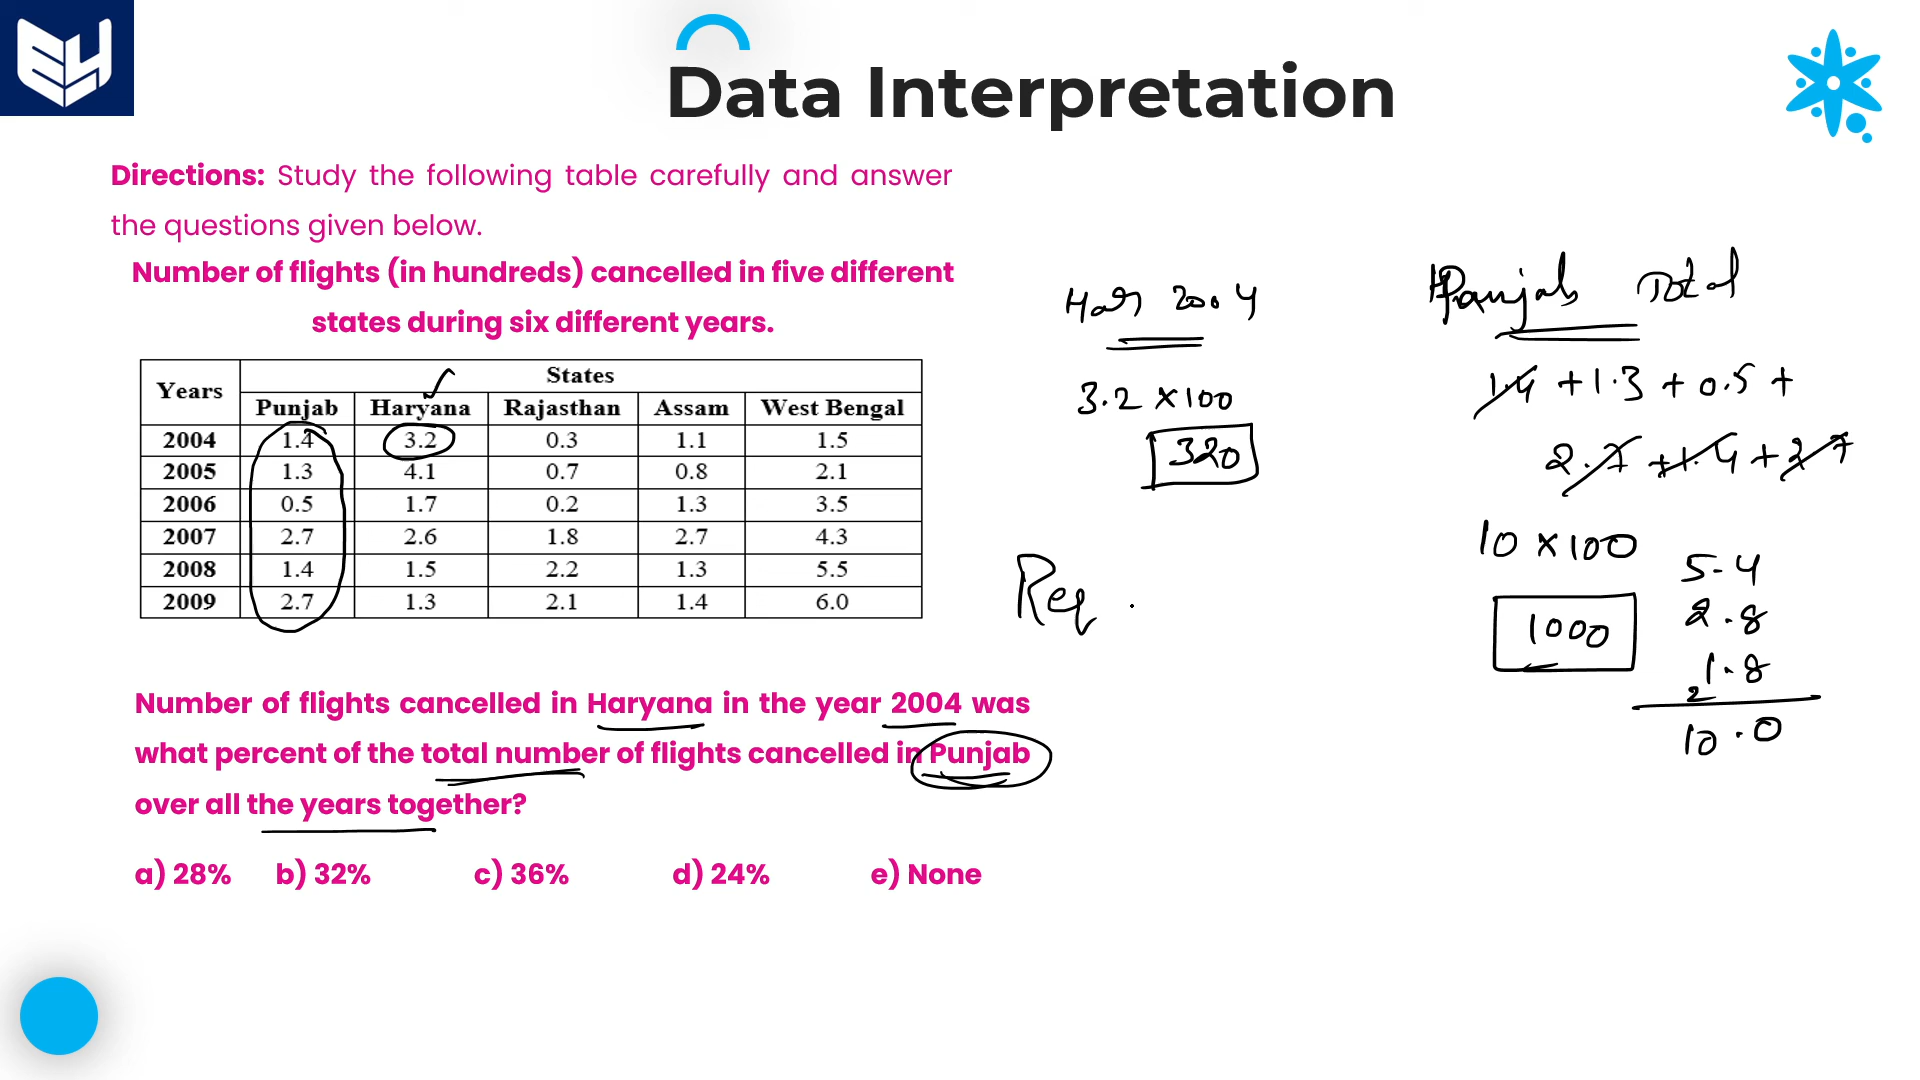 Data Interpretation
Directions: Study the following table carefully and answer
the questions given below.
Number of flights (in hundreds) cancelled in five different
states during six different years.
Years States
Punjab Haryana Rajasthan Assam West Bengal
2004 1.4 3.2 0.3 1.1 1.5
2005 1.3 4.1 0.7 0.8 2.1
2006 0.5 1.7 0.2 1.3 3.5
2007 2.7 2.6 1.8 2.7 4.3
2008 1.4 1.5 2.2 1.3 5.5
2009 2.7 1.3 2.1 1.4 6.0
Number of flights cancelled in Haryana in the year 2004 was
what percent of the total number of flights cancelled in Punjab
over all the years together?
a) 28% b) 32% c) 36% d) 24% e) None
Har 2004
3.2 × 100
320
Req .
Punjab Total
1.4 + 1.3 + 0.5 +
2.7 + 1.4 + 2.7
10 × 100
1000
5.4
2.8
1.8
2
10.0